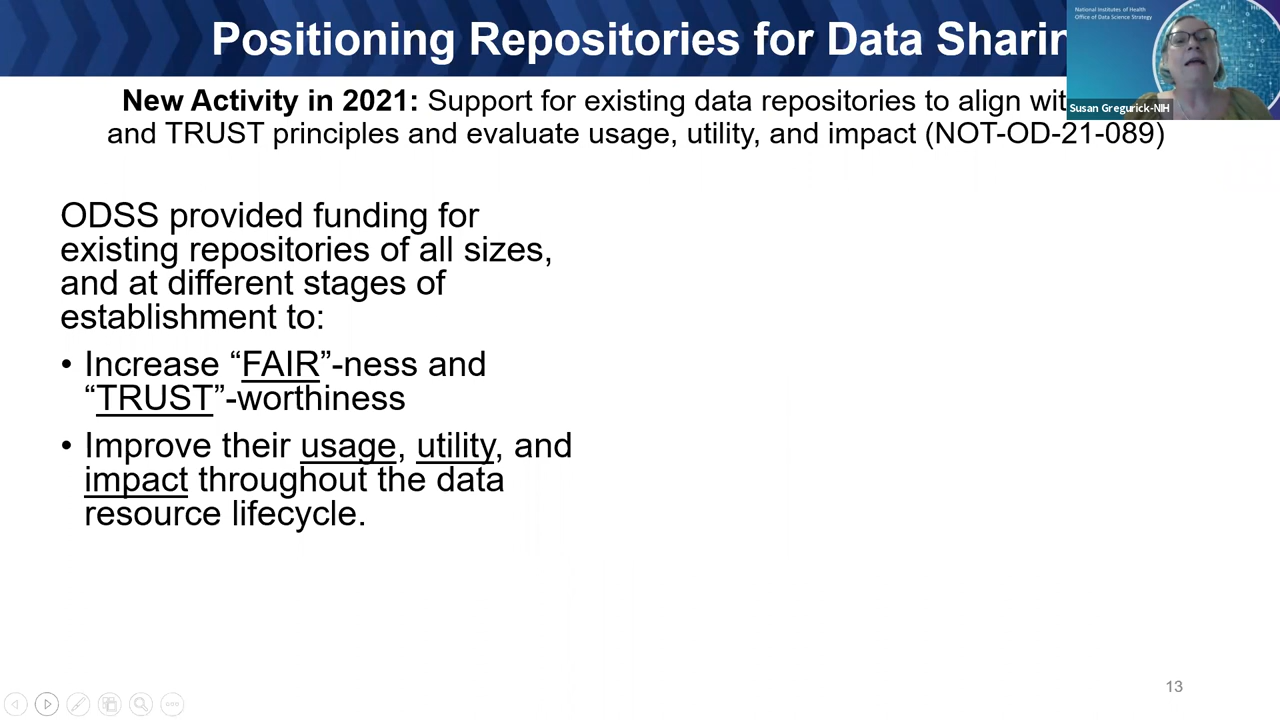 Positioning Repositories for Data Sharin
National Institutes of Health
Office of Data Science Strategy
Susan Gregurick-NIH
New Activity in 2021: Support for existing data repositories to align wit
and TRUST principles and evaluate usage, utility, and impact (NOT-OD-21-089)
ODSS provided funding for
existing repositories of all sizes,
and at different stages of
establishment to:
• Increase “FAIR”-ness and
“TRUST”-worthiness
• Improve their usage, utility, and
impact throughout the data
resource lifecycle.
13